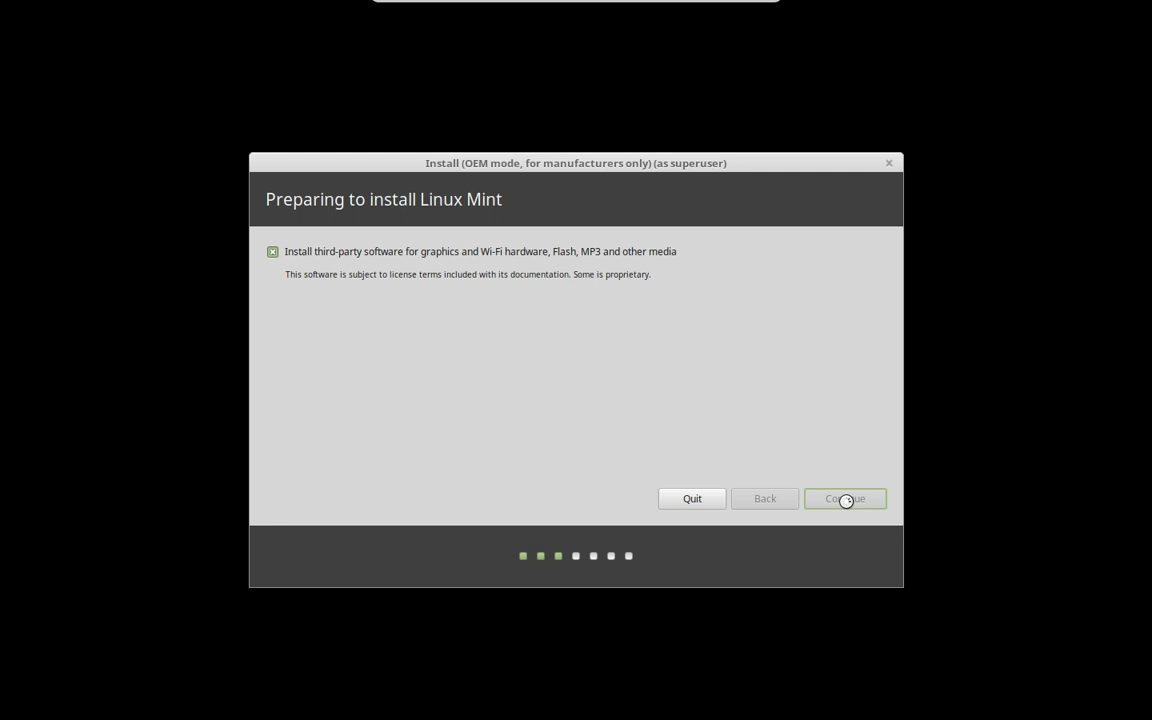 Install (OEM mode, for manufacturers only) (as superuser)
Preparing to install Linux Mint
Install third-party software for graphics and Wi-Fi hardware, Flash, MP3 and other media
This software is subject to license terms included with its documentation. Some is proprietary.
Quit
Back